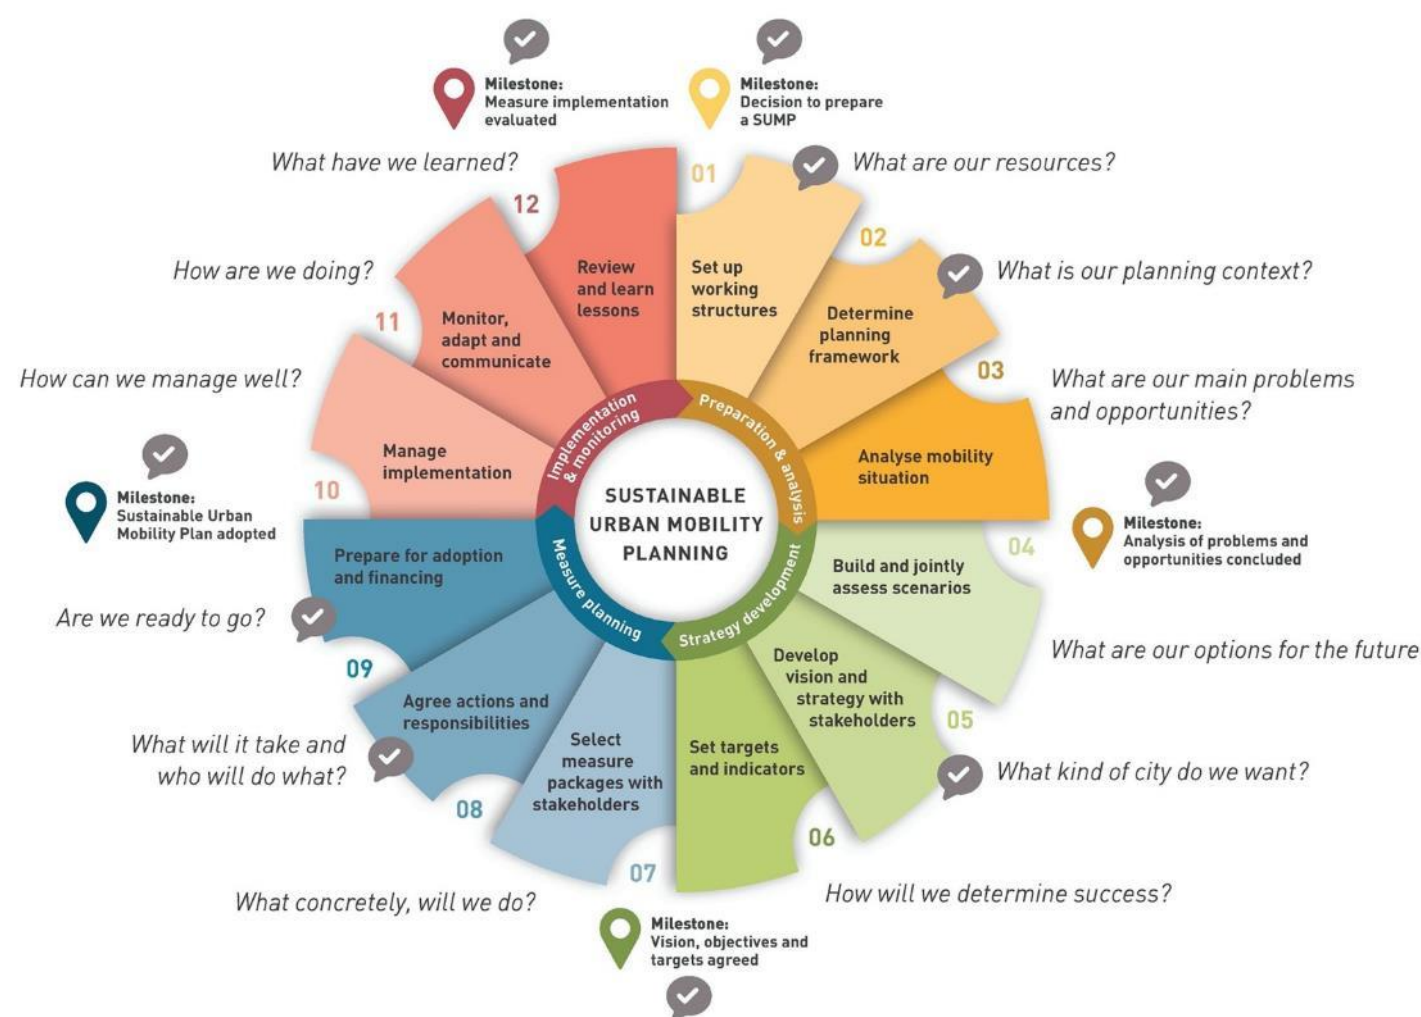 Milestone:
Measure implementation
evaluated
Milestone:
Decision to prepare
a SUMP
What have we learned?
What are our resources?
01
12
02
How are we doing?
What is our planning context?
Review
and learn
lessons
Set up
working
structures
11
Monitor,
adapt and
communicate
Determine
planning
framework
03
How can we manage well?
What are our main problems
and opportunities?
Implementation
& monitoring
Preparation & analysis
Manage
implementation
Analyse mobility
situation
10
Milestone:
Sustainable Urban
Mobility Plan adopted
SUSTAINABLE
URBAN MOBILITY
PLANNING
Milestone:
Analysis of problems and
opportunities concluded
04
Prepare for adoption
and financing
Build and jointly
assess scenarios
Measure planning
Strategy development
Are we ready to go?
What are our options for the future
09
Develop
vision and
strategy with
stakeholders
05
Agree actions and
responsibilities
Select
measure
packages with
stakeholders
Set targets
and indicators
What will it take and
who will do what?
What kind of city do we want?
08
06
07
What concretely, will we do?
How will we determine success?
Milestone:
Vision, objectives and
targets agreed